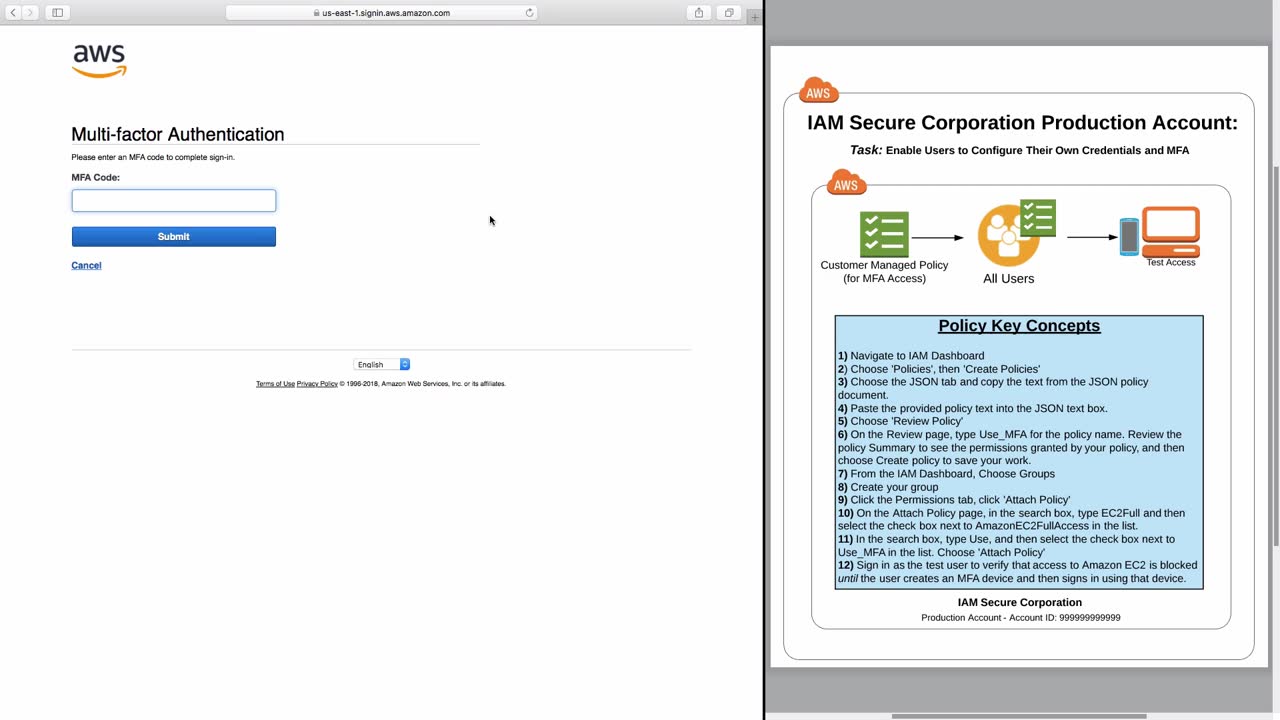 us-east-1.signin.aws.amazon.com
aws
Multi-factor Authentication
Please enter an MFA code to complete sign-in.
MFA Code:
Submit
Cancel
English
Terms of Use Privacy Policy © 1996-2018, Amazon Web Services, Inc. or its affiliates.
AWS
IAM Secure Corporation Production Account:
Task: Enable Users to Configure Their Own Credentials and MFA
AWS
Customer Managed Policy
(for MFA Access)
All Users
Test Access
Policy Key Concepts
1) Navigate to IAM Dashboard
2) Choose 'Policies', then 'Create Policies'
3) Choose the JSON tab and copy the text from the JSON policy
document.
4) Paste the provided policy text into the JSON text box.
5) Choose 'Review Policy'
6) On the Review page, type Use_MFA for the policy name. Review the
policy Summary to see the permissions granted by your policy, and then
choose Create policy to save your work.
7) From the IAM Dashboard, Choose Groups
8) Create your group
9) Click the Permissions tab, click 'Attach Policy'
10) On the Attach Policy page, in the search box, type EC2Full and then
select the check box next to AmazonEC2FullAccess in the list.
11) In the search box, type Use, and then select the check box next to
Use_MFA in the list. Choose 'Attach Policy'
12) Sign in as the test user to verify that access to Amazon EC2 is blocked
until the user creates an MFA device and then signs in using that device.
IAM Secure Corporation
Production Account - Account ID: 999999999999